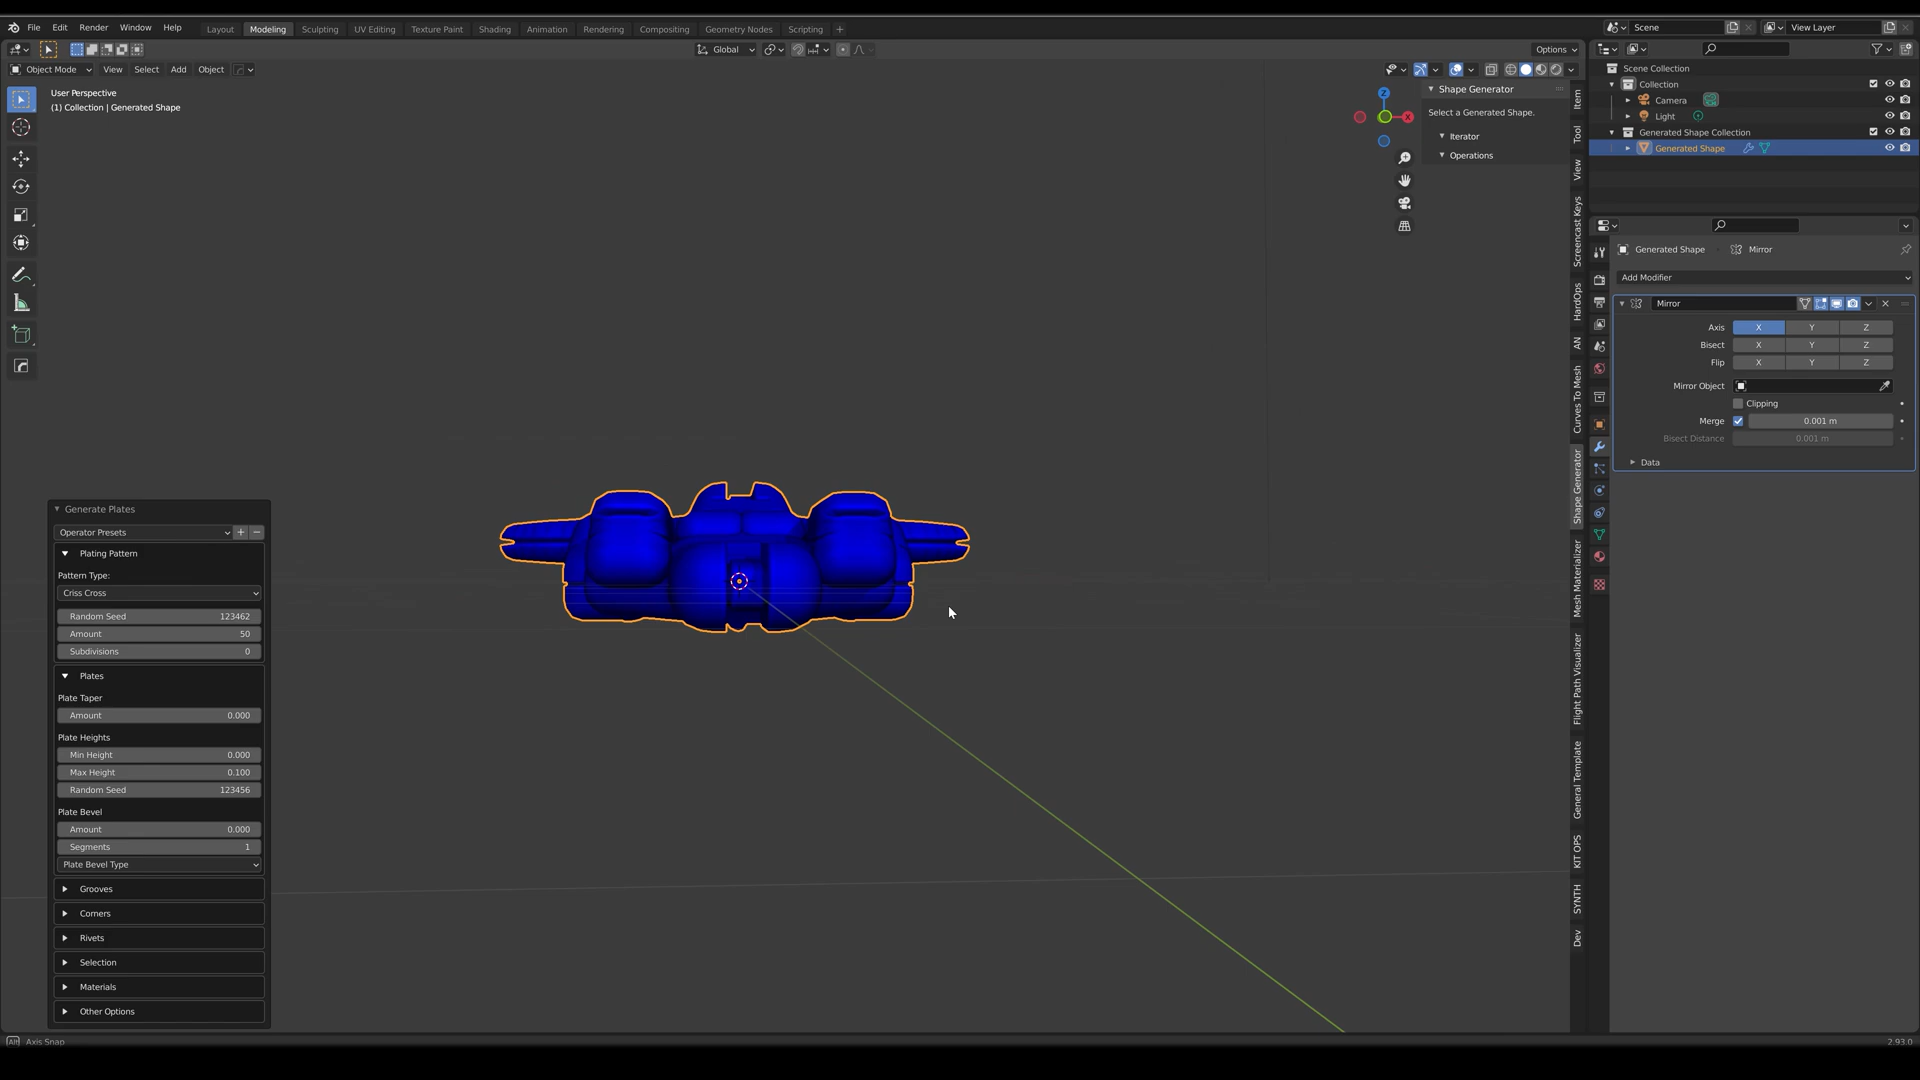 File Edit Render Window Help Layout Modeling Sculpting UV Editing Texture Paint Shading Animation Rendering Compositing Geometry Nodes Scripting + Scene View Layer
Global Options
Object Mode View Select Add Object
User Perspective
(1) Collection | Generated Shape
Z
X
Shape Generator
Select a Generated Shape.
Iterator
Operations
Item
Tool
View
Screencast Keys
HardOps
AN
Curves To Mesh
Shape Generator
Mesh Materializer
Flight Path Visualizer
General Template
KIT OPS
SYNTH
Dev
Scene Collection
Collection
Camera
Light
Generated Shape Collection
Generated Shape
Generated Shape Mirror
Add Modifier
Mirror
Axis X Y Z
Bisect X Y Z
Flip X Y Z
Mirror Object
Clipping
Merge 0.001 m
Bisect Distance 0.001 m
Data
Generate Plates
Operator Presets + −
Plating Pattern
Pattern Type:
Criss Cross
Random Seed 123462
Amount 50
Subdivisions 0
Plates
Plate Taper
Amount 0.000
Plate Heights
Min Height 0.000
Max Height 0.100
Random Seed 123456
Plate Bevel
Amount 0.000
Segments 1
Plate Bevel Type
Grooves
Corners
Rivets
Selection
Materials
Other Options
Alt Axis Snap
2.93.0